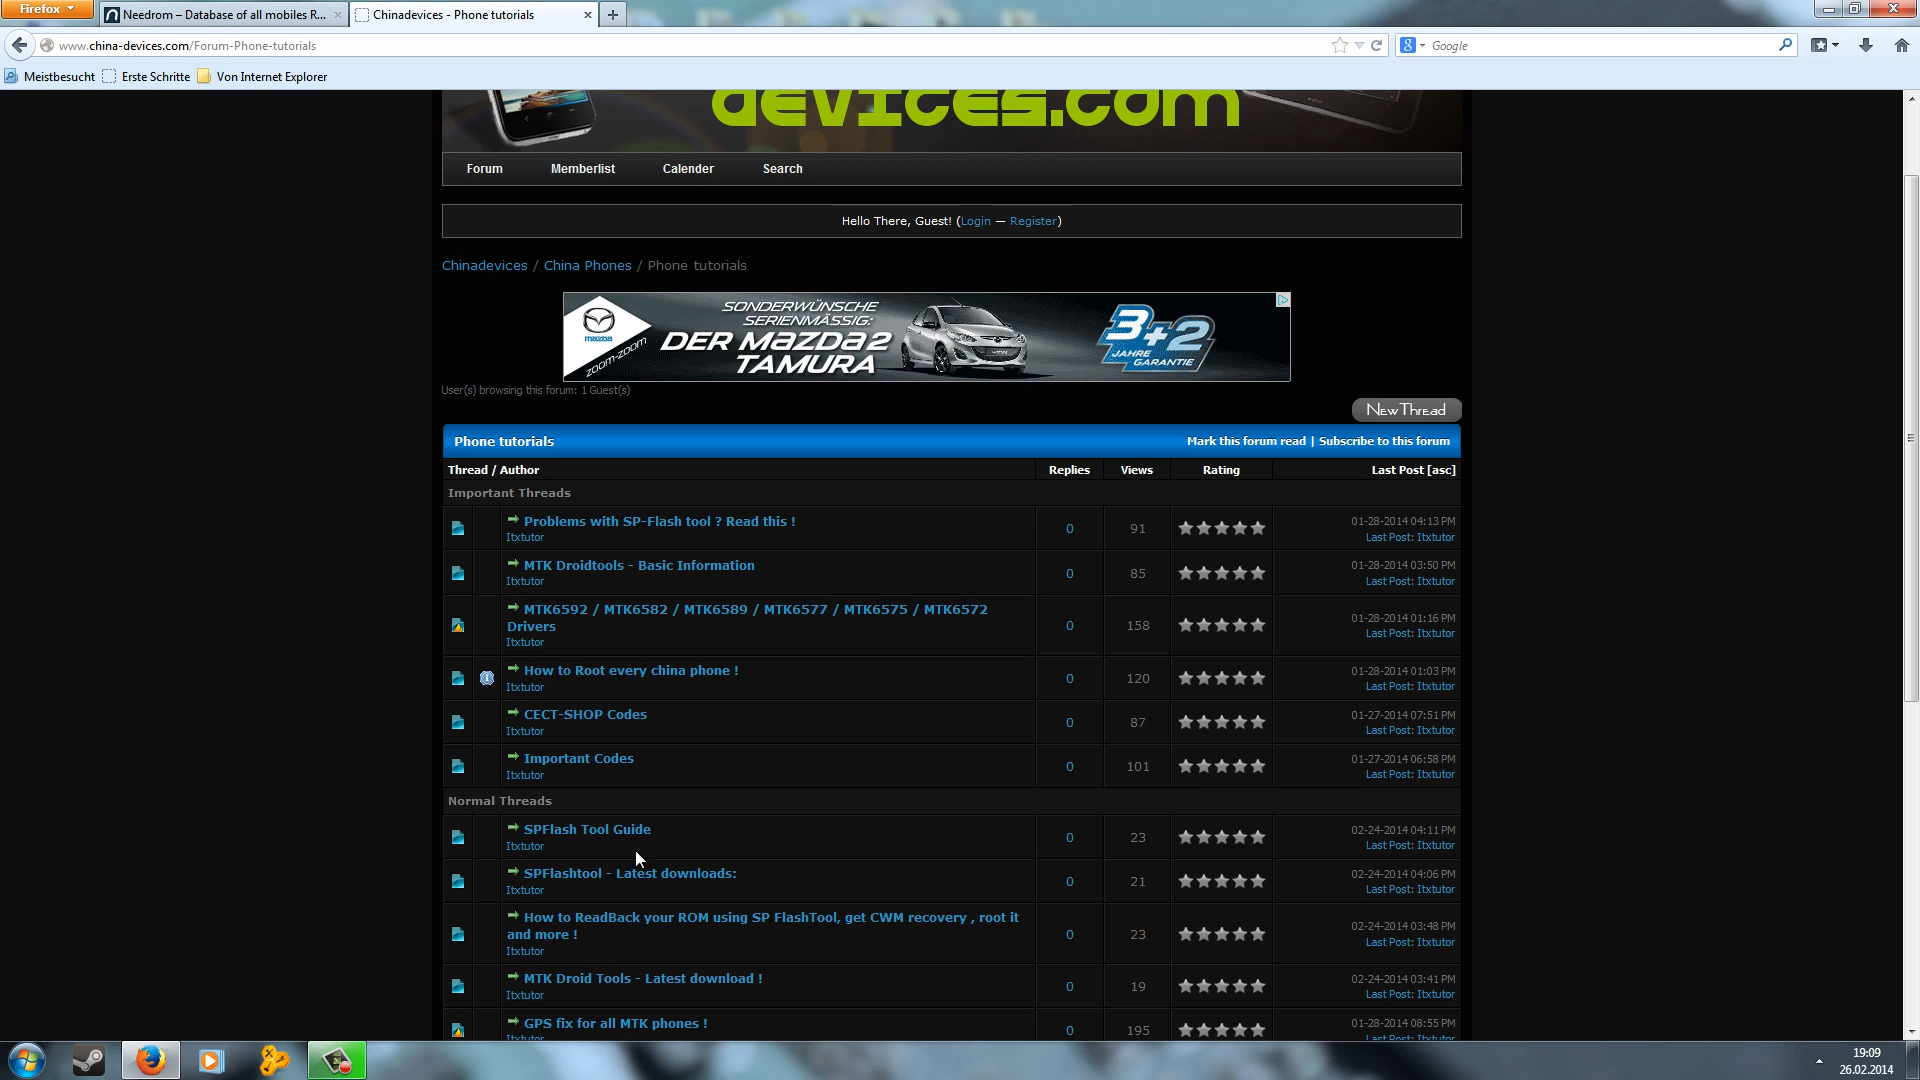 Firefox
Needrom – Database of all mobiles R...
Chinadevices - Phone tutorials
www.china-devices.com/Forum-Phone-tutorials
Google
Meistbesucht
Erste Schritte
Von Internet Explorer
devices.com
Forum
Memberlist
Calender
Search
Hello There, Guest! (Login — Register)
Chinadevices / China Phones / Phone tutorials
mazda
zoom-zoom
SONDERWÜNSCHE
SERIENMÄSSIG:
DER MAZDA2
TAMURA
3+2
JAHRE
GARANTIE
User(s) browsing this forum: 1 Guest(s)
New Thread
Phone tutorials
Mark this forum read | Subscribe to this forum
Thread / Author Replies Views Rating Last Post [asc]
Important Threads
Problems with SP-Flash tool ? Read this !
Itxtutor
0 91
01-28-2014 04:13 PM
Last Post: Itxtutor
MTK Droidtools - Basic Information
Itxtutor
0 85
01-28-2014 03:50 PM
Last Post: Itxtutor
MTK6592 / MTK6582 / MTK6589 / MTK6577 / MTK6575 / MTK6572
Drivers
Itxtutor
0 158
01-28-2014 01:16 PM
Last Post: Itxtutor
How to Root every china phone !
Itxtutor
0 120
01-28-2014 01:03 PM
Last Post: Itxtutor
CECT-SHOP Codes
Itxtutor
0 87
01-27-2014 07:51 PM
Last Post: Itxtutor
Important Codes
Itxtutor
0 101
01-27-2014 06:58 PM
Last Post: Itxtutor
Normal Threads
SPFlash Tool Guide
Itxtutor
0 23
02-24-2014 04:11 PM
Last Post: Itxtutor
SPFlashtool - Latest downloads:
Itxtutor
0 21
02-24-2014 04:06 PM
Last Post: Itxtutor
How to ReadBack your ROM using SP FlashTool, get CWM recovery , root it
and more !
Itxtutor
0 23
02-24-2014 03:48 PM
Last Post: Itxtutor
MTK Droid Tools - Latest download !
Itxtutor
0 19
02-24-2014 03:41 PM
Last Post: Itxtutor
GPS fix for all MTK phones !
Itxtutor
0 195
01-28-2014 08:55 PM
Last Post: Itxtutor
19:09
26.02.2014